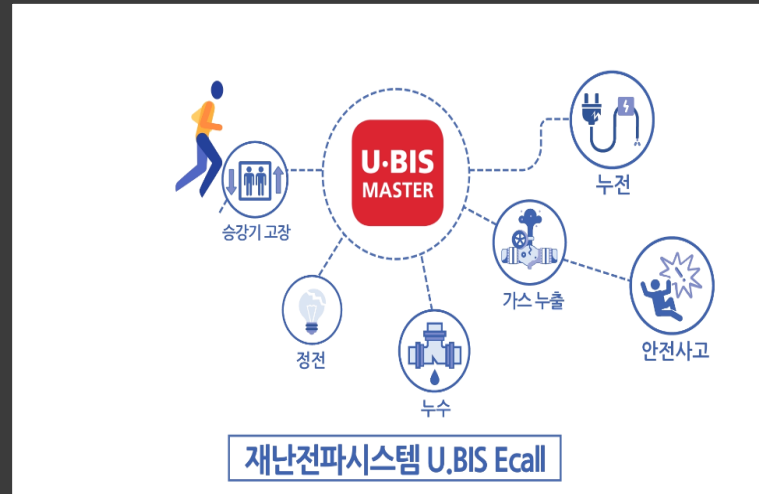 U·BIS
MASTER
누전
승강기 고장
가스 누출
안전사고
정전
누수
재난전파시스템 U.BIS Ecall